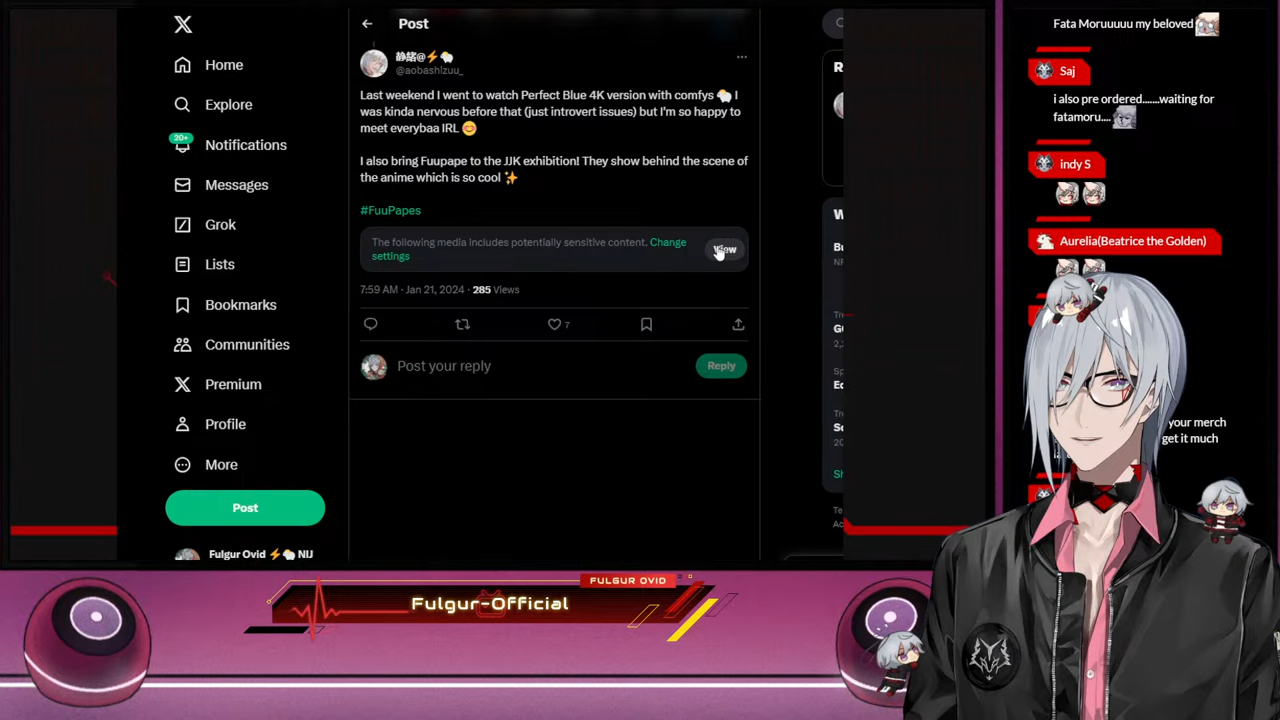 Home
Explore
20+
Notifications
Messages
Grok
Lists
Bookmarks
Communities
Premium
Profile
More
Post
Fulgur Ovid ⚡🐑 NIJ
Post
静緒@⚡🐑
@aobashizuu_
Last weekend I went to watch Perfect Blue 4K version with comfys 🐑 I
was kinda nervous before that (just introvert issues) but I'm so happy to
meet everybaa IRL 😊
I also bring Fuupape to the JJK exhibition! They show behind the scene of
the anime which is so cool ✨
#FuuPapes
The following media includes potentially sensitive content. Change
settings
View
7:59 AM · Jan 21, 2024 · 285 Views
7
Post your reply
Reply
Fata Moruuuuu my beloved
Saj
i also pre ordered.......waiting for
fatamoru....
indy S
Aurelia(Beatrice the Golden)
your merch
get it much
FULGUR OVID
Fulgur-Official